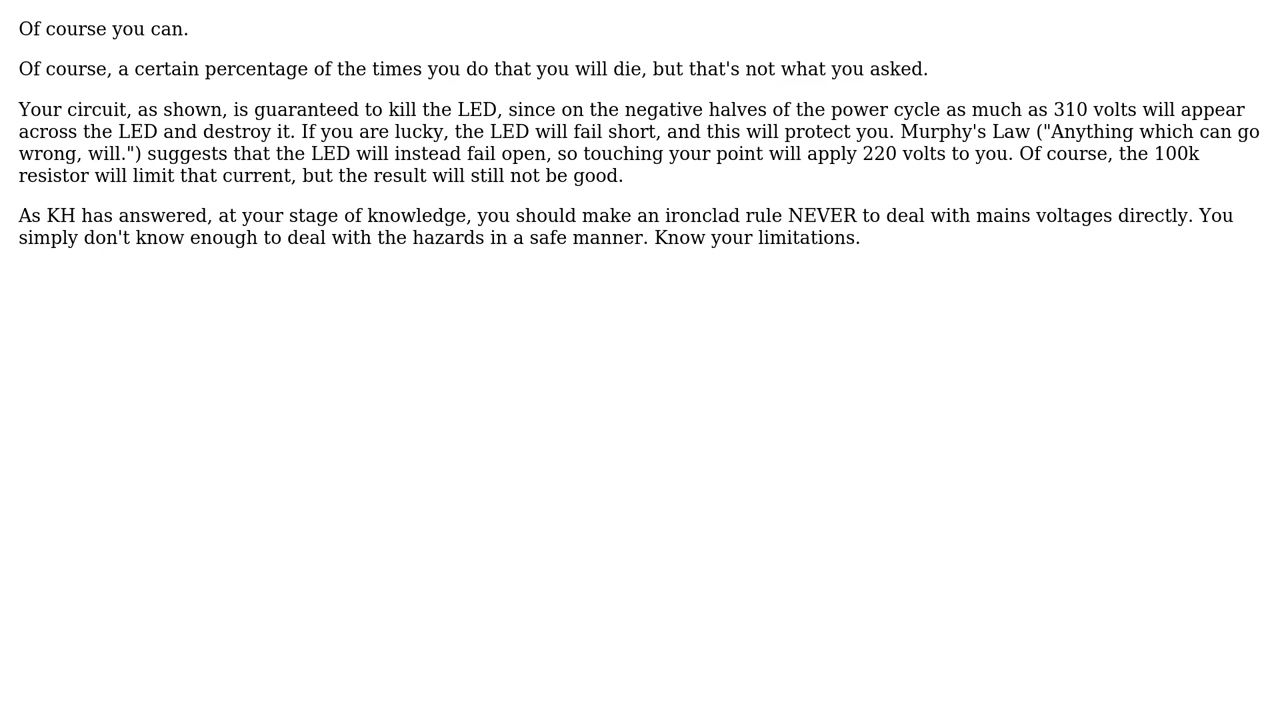 Of course you can.
Of course, a certain percentage of the times you do that you will die, but that's not what you asked.
Your circuit, as shown, is guaranteed to kill the LED, since on the negative halves of the power cycle as much as 310 volts will appear
across the LED and destroy it. If you are lucky, the LED will fail short, and this will protect you. Murphy's Law ("Anything which can go
wrong, will.") suggests that the LED will instead fail open, so touching your point will apply 220 volts to you. Of course, the 100k
resistor will limit that current, but the result will still not be good.
As KH has answered, at your stage of knowledge, you should make an ironclad rule NEVER to deal with mains voltages directly. You
simply don't know enough to deal with the hazards in a safe manner. Know your limitations.